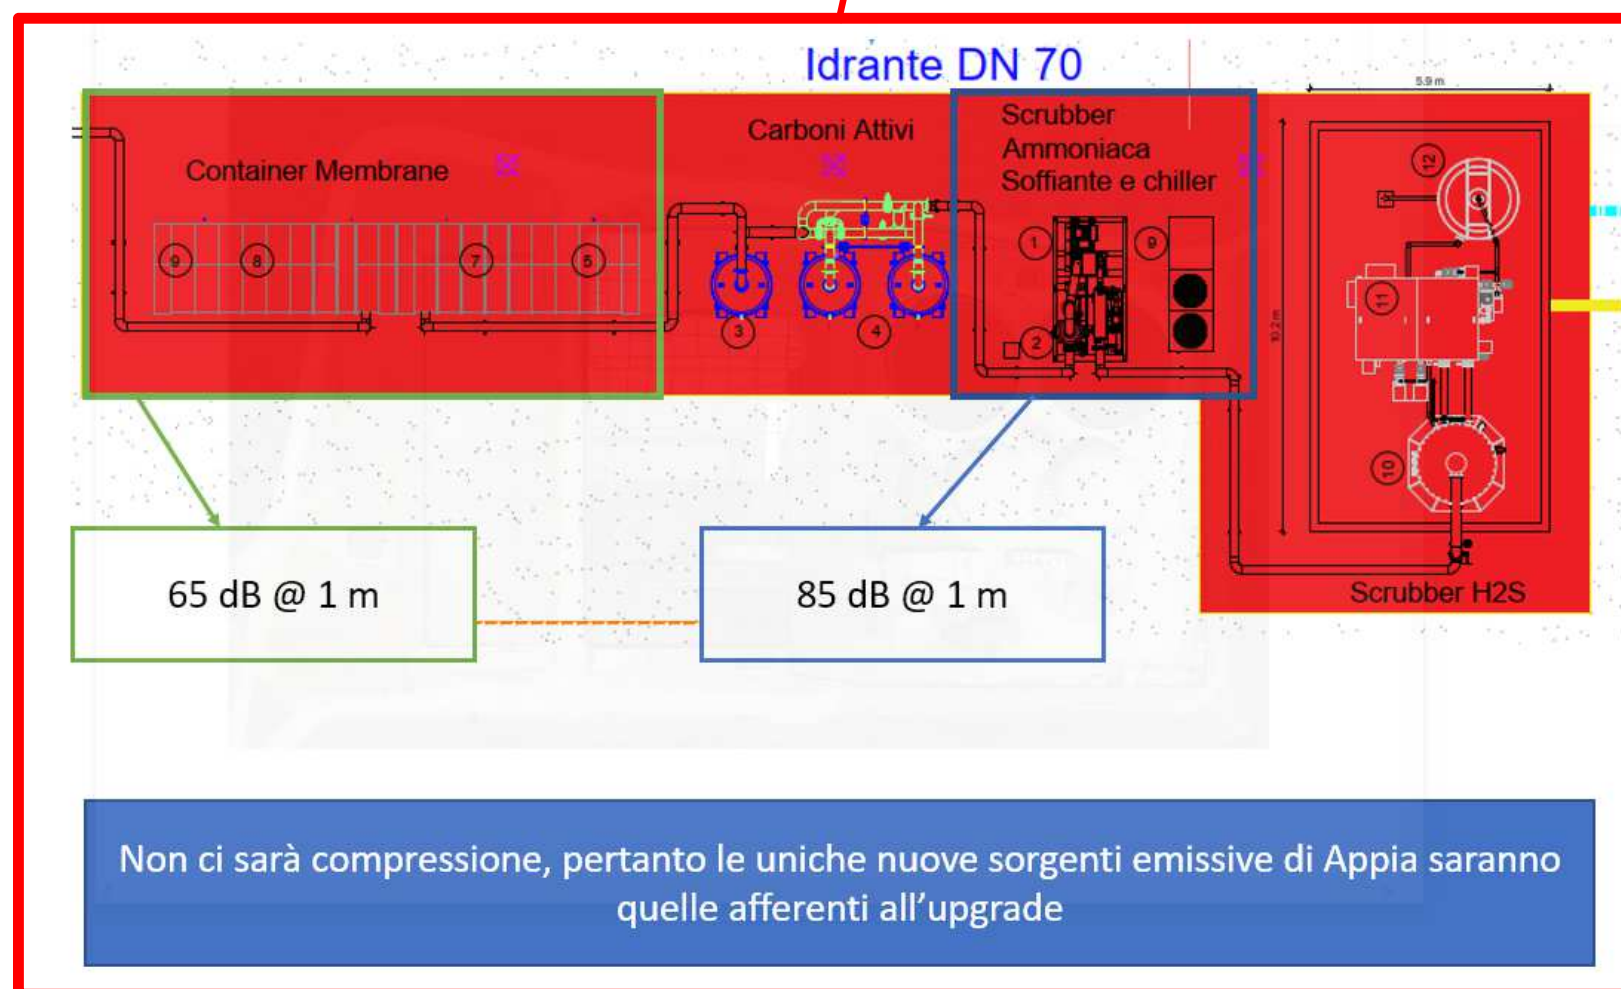 Idrante DN 70
5.9 m
Container Membrane
Carboni Attivi
Scrubber
Ammoniaca
Soffiante e chiller
9
8
7
5
3
4
1
2
9
12
11
10
10.2 m
Scrubber H2S
65 dB @ 1 m
85 dB @ 1 m
Non ci sarà compressione, pertanto le uniche nuove sorgenti emissive di Appia saranno
quelle afferenti all'upgrade